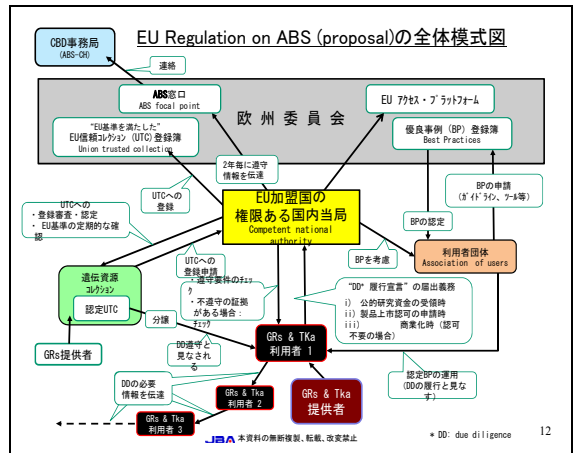 EU Regulation on ABS (proposal)の全体模式図
CBD事務局
(ABS-CH)
連絡
ABS窓口
ABS focal point
欧 州 委 員 会
EU アクセス・プラットフォーム
"EU基準を満たした"
EU信頼コレクション (UTC) 登録簿
Union trusted collection
優良事例 (BP) 登録簿
Best Practices
2年毎に遵守
情報を伝達
UTCへの
登録
EU加盟国の
権限ある国内当局
Competent national
authority
BPの申請
(ガイドライン、ツール等)
BPの認定
UTCへの
・登録審査・認定
・ EU基準の定期的な確
認
UTCへの
登録申請
BPを考慮
利用者団体
Association of users
遺伝資源
コレクション
認定UTC
・遵守要件のチェッ
ク
・不遵守の証拠
がある場合:
チェック
"DD* 履行宣言"の届出義務
i) 公的研究資金の受領時
ii) 製品上市認可の申請時
iii) 商業化時 (認可
不要の場合)
分譲
DD遵守と
見なされ
る
GRs提供者
GRs & TKa
利用者 1
認定BPの運用
(DDの履行と見な
す)
DDの必要
情報を伝達
GRs & Tka
利用者 2
GRs & Tka
提供者
GRs & Tka
利用者 3
JBA 本資料の無断複製、転載、改変禁止
* DD: due diligence
12